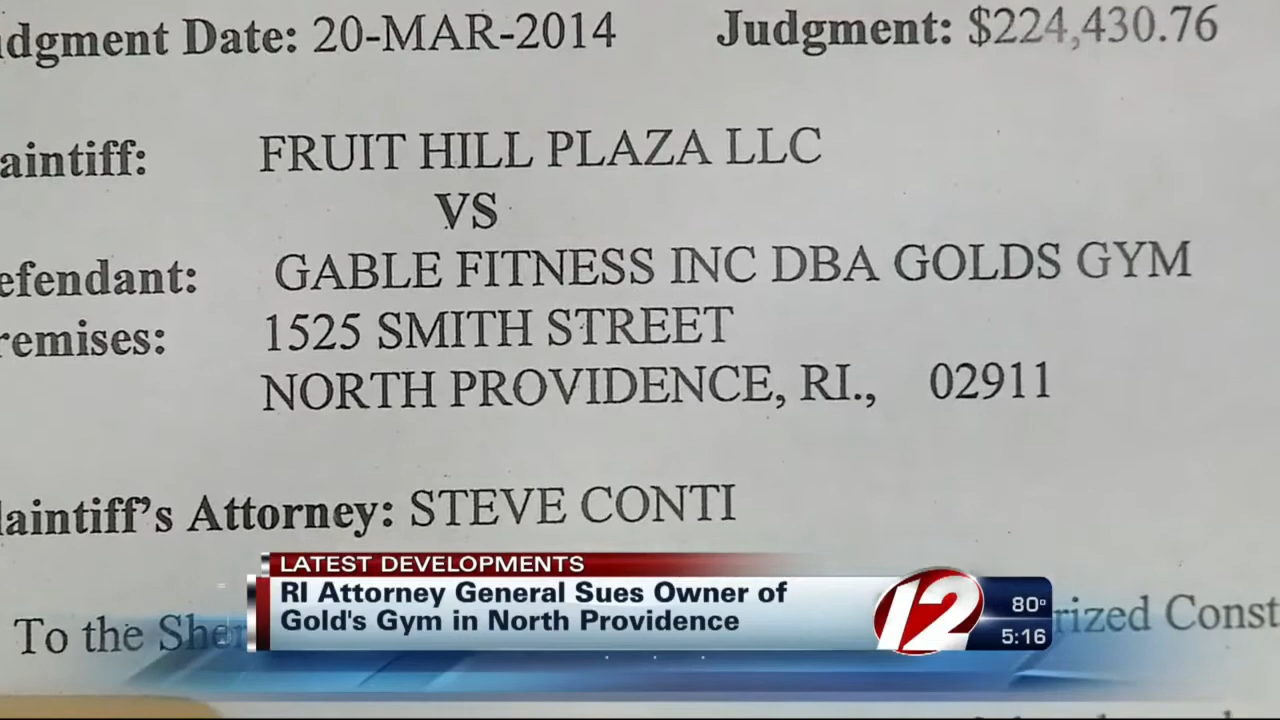 dgment Date: 20-MAR-2014 Judgment: $224,430.76
aintiff: FRUIT HILL PLAZA LLC
VS
efendant: GABLE FITNESS INC DBA GOLDS GYM
remises: 1525 SMITH STREET
NORTH PROVIDENCE, RI., 02911
laintiff's Attorney: STEVE CONTI
To the She rized Const
LATEST DEVELOPMENTS
RI Attorney General Sues Owner of
Gold's Gym in North Providence
12
80°
5:16